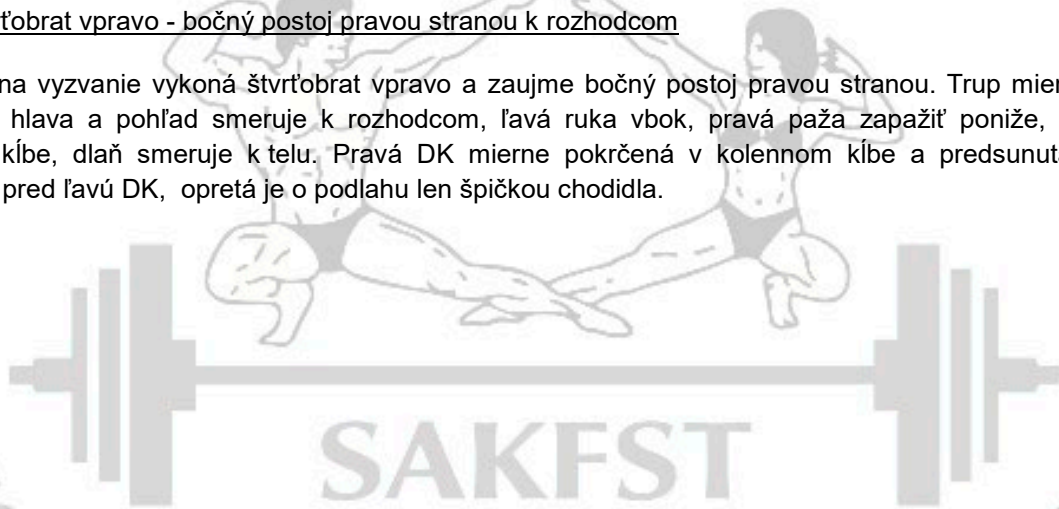 ťobrat vpravo - bočný postoj pravou stranou k rozhodcom
na vyzvanie vykoná štvrťobrat vpravo a zaujme bočný postoj pravou stranou. Trup mier
hlava a pohľad smeruje k rozhodcom, ľavá ruka vbok, pravá paža zapažiť poniže,
kĺbe, dlaň smeruje k telu. Pravá DK mierne pokrčená v kolennom kĺbe a predsunut
pred ľavú DK, opretá je o podlahu len špičkou chodidla.
SAKFST